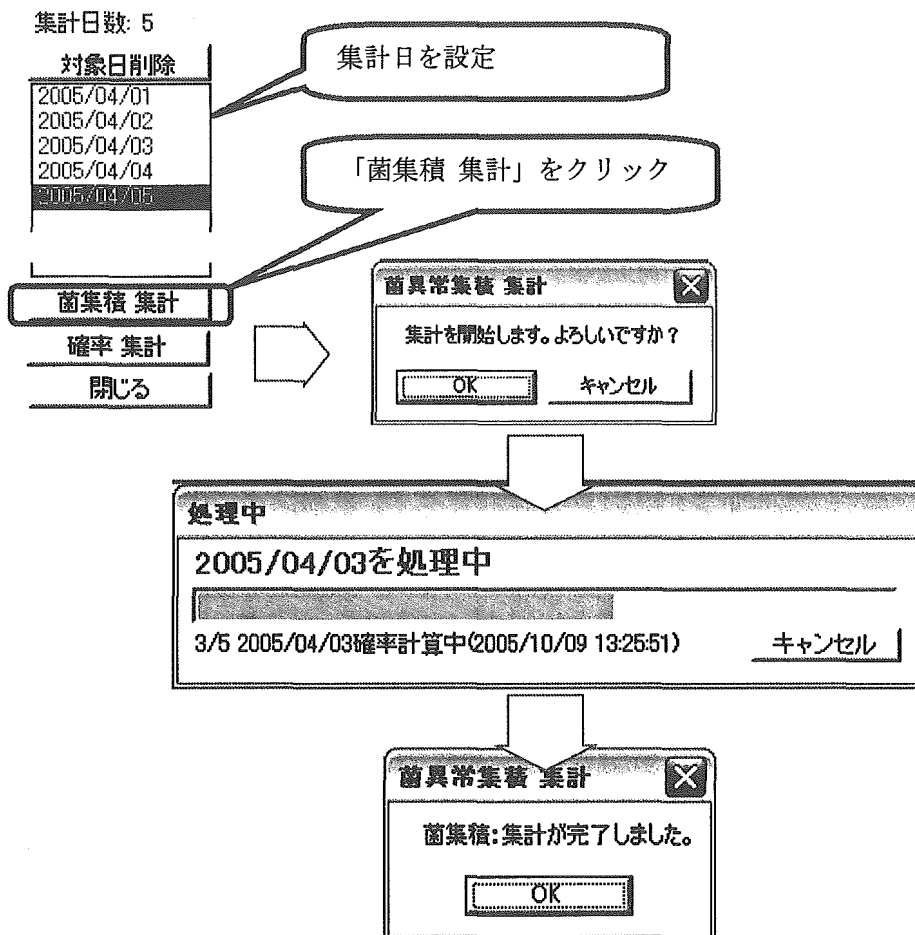 集計日数: 5
対象日削除
2005/04/01
2005/04/02
2005/04/03
2005/04/04
2005/04/05
集計日を設定
「菌集積 集計」をクリック
菌集積 集計
確率 集計
閉じる
菌異常集積 集計
集計を開始します。よろしいですか？
OK
キャンセル
処理中
2005/04/03を処理中
3/5 2005/04/03確率計算中(2005/10/09 13:25:51)
キャンセル
菌異常集積 集計
菌集積:集計が完了しました。
OK